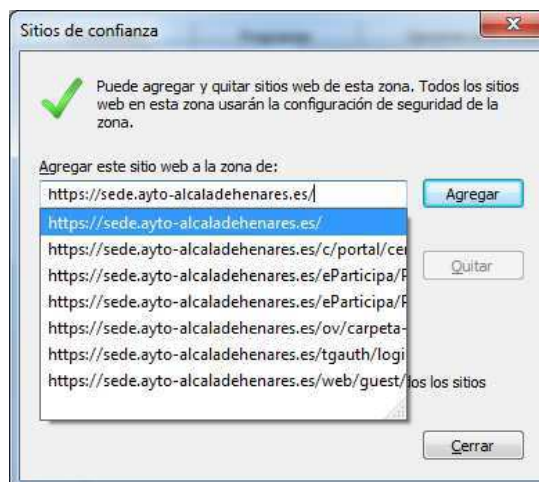 Sitios de confianza
Puede agregar y quitar sitios web de esta zona. Todos los sitios
web en esta zona usarán la configuración de seguridad de la
zona.
Agregar este sitio web a la zona de:
https://sede.ayto-alcaladehenares.es/
Agregar
https://sede.ayto-alcaladehenares.es/
https://sede.ayto-alcaladehenares.es/c/portal/cer
https://sede.ayto-alcaladehenares.es/eParticipa/P
Quitar
https://sede.ayto-alcaladehenares.es/eParticipa/P
https://sede.ayto-alcaladehenares.es/ov/carpeta-
https://sede.ayto-alcaladehenares.es/tgauth/logi
https://sede.ayto-alcaladehenares.es/web/guest/ los los sitios
Cerrar